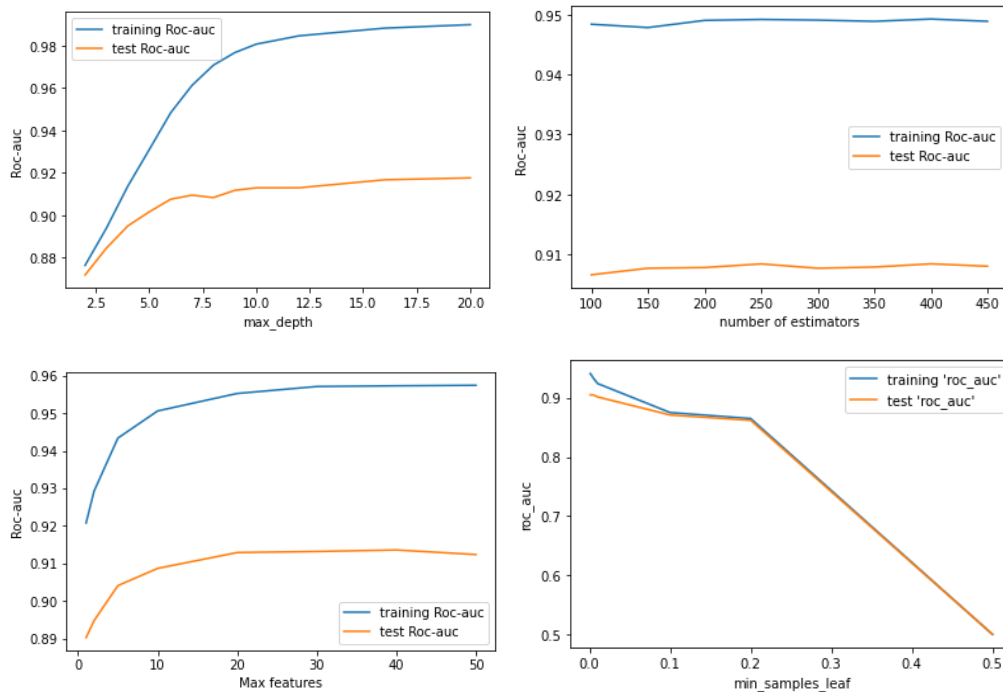 training Roc-auc
test Roc-auc
Roc-auc
0.98
0.96
0.94
0.92
0.90
0.88
2.5 5.0 7.5 10.0 12.5 15.0 17.5 20.0
max_depth
0.95
0.94
0.93
0.92
0.91
Roc-auc
training Roc-auc
test Roc-auc
100 150 200 250 300 350 400 450
number of estimators
0.96
0.95
0.94
0.93
0.92
0.91
0.90
0.89
Roc-auc
training Roc-auc
test Roc-auc
0 10 20 30 40 50
Max features
training 'roc_auc'
test 'roc_auc'
0.9
0.8
0.7
0.6
0.5
roc_auc
0.0 0.1 0.2 0.3 0.4 0.5
min_samples_leaf